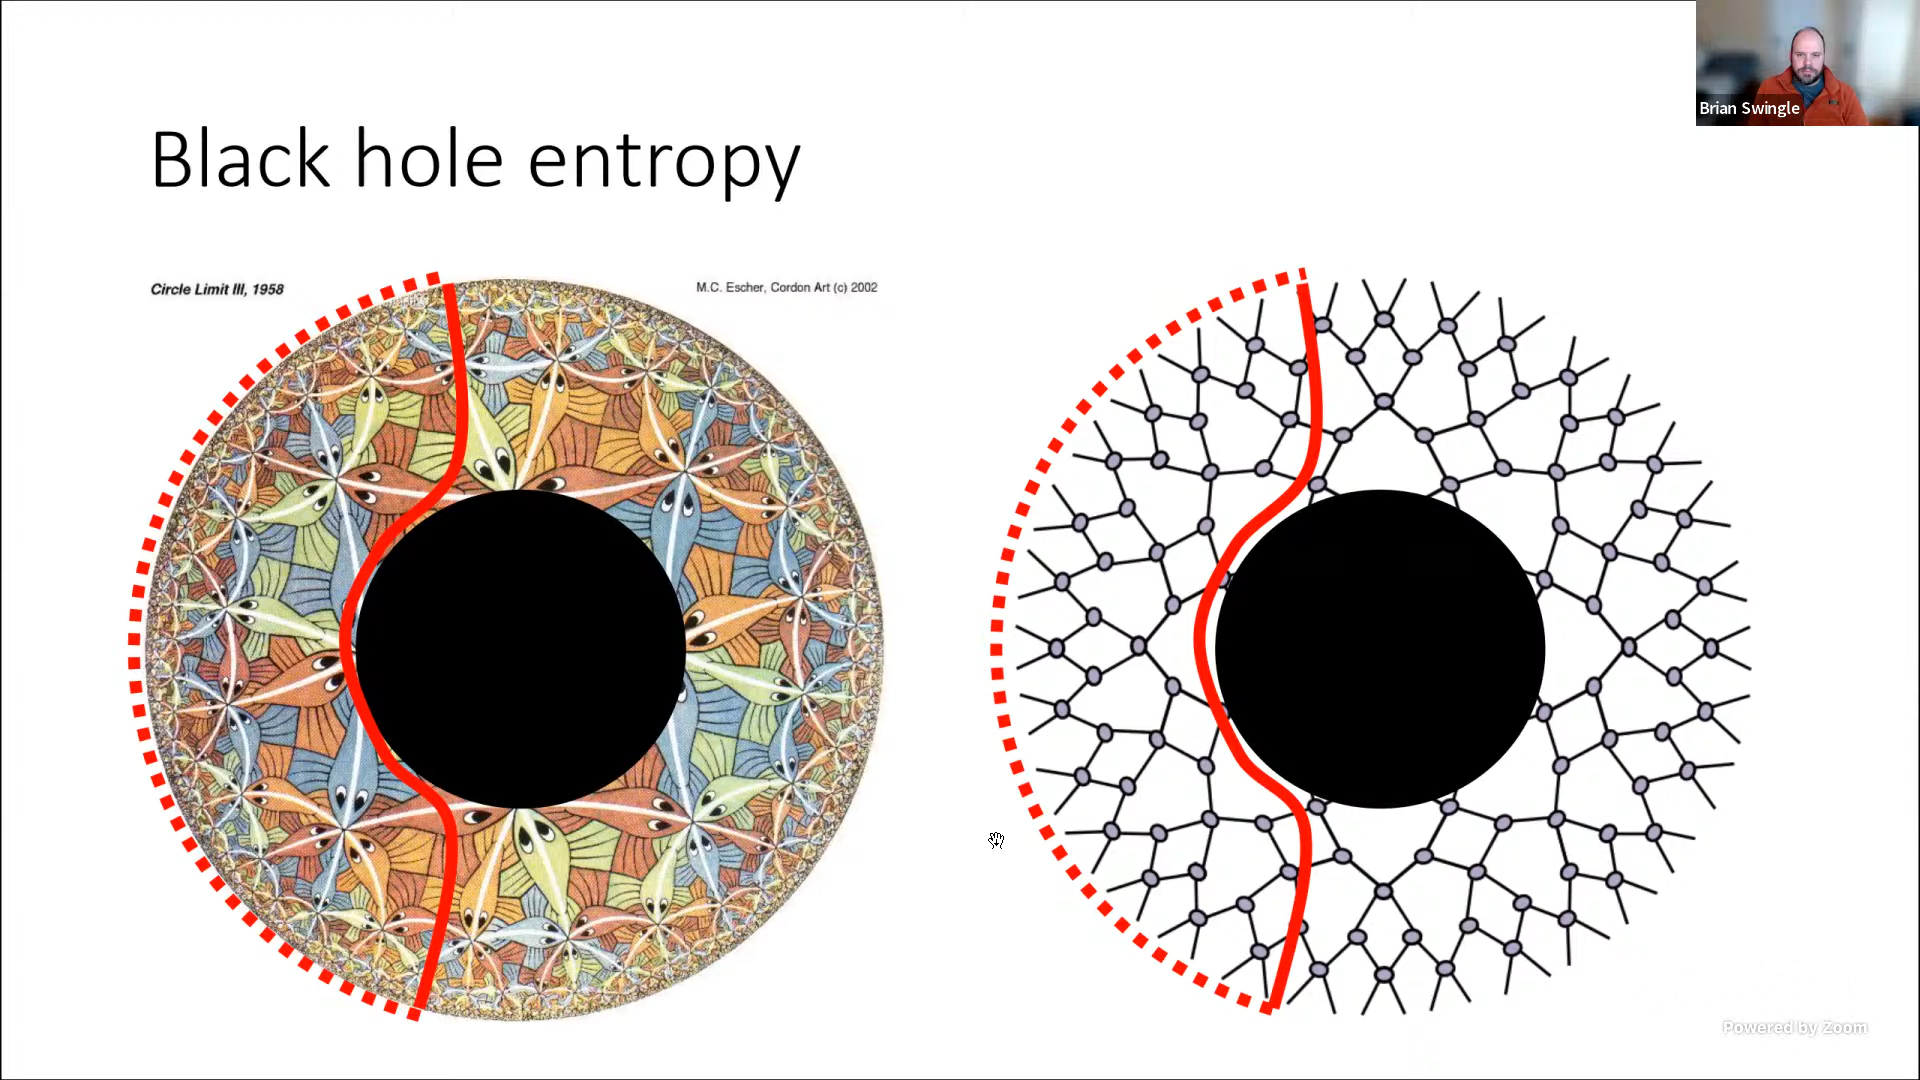 Brian Swingle
Black hole entropy
Circle Limit III, 1958
M.C. Escher, Cordon Art (c) 2002
Powered by Zoom